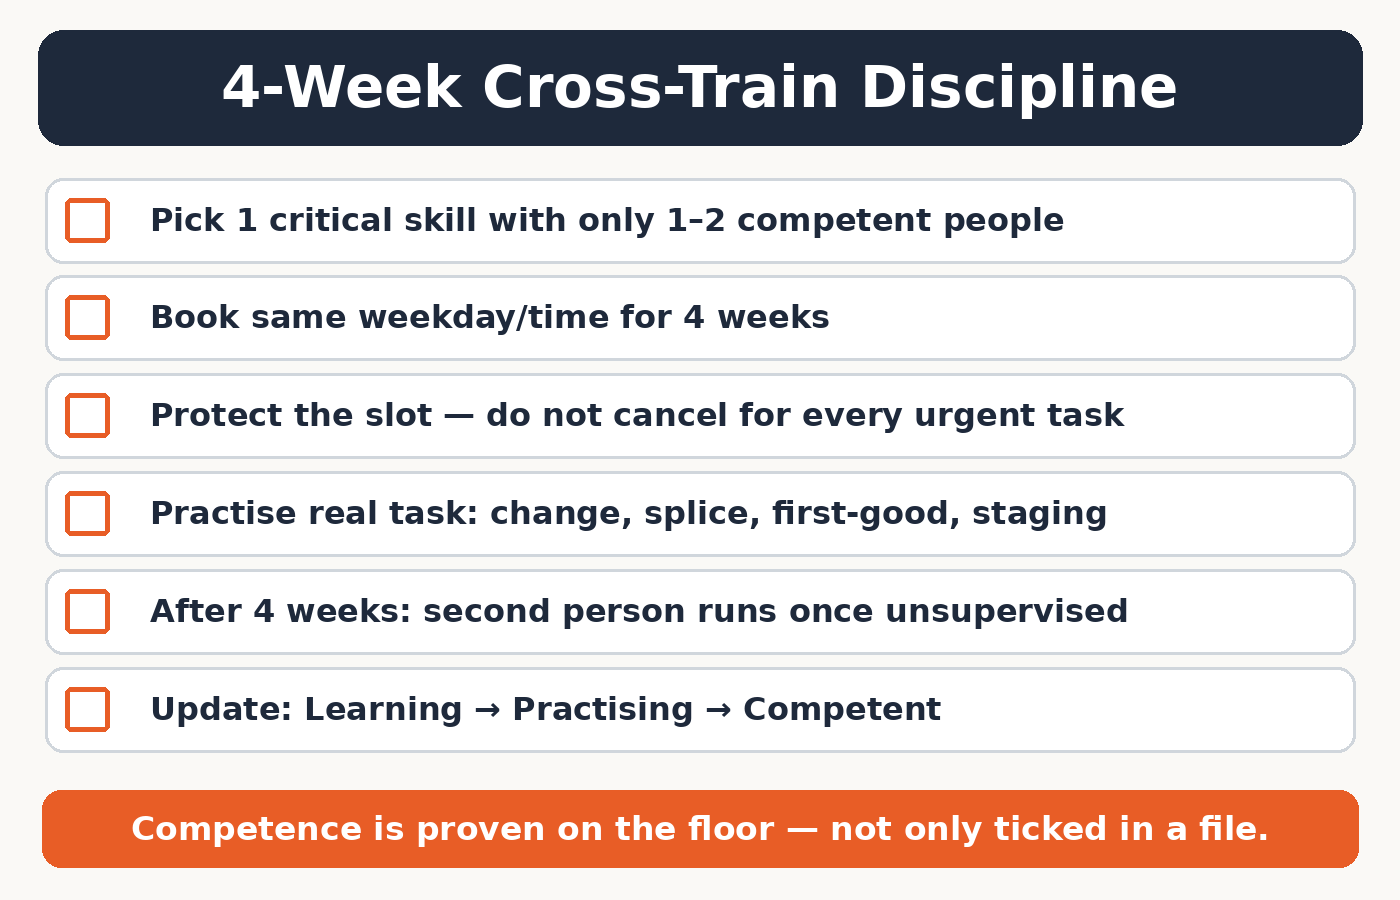 4-Week Cross-Train Discipline
Pick 1 critical skill with only 1–2 competent people
Book same weekday/time for 4 weeks
Protect the slot — do not cancel for every urgent task
Practise real task: change, splice, first-good, staging
After 4 weeks: second person runs once unsupervised
Update: Learning → Practising → Competent
Competence is proven on the floor — not only ticked in a file.